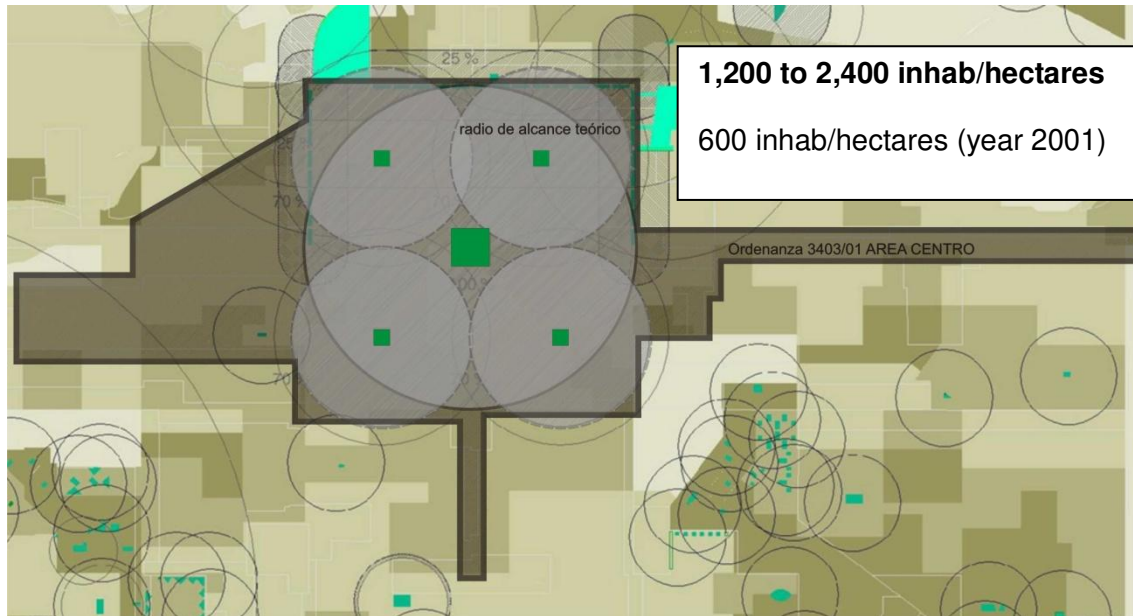 25 %
1,200 to 2,400 inhab/hectares
600 inhab/hectares (year 2001)
radio de alcance teórico
25 %
70 %
Ordenanza 3403/01 AREA CENTRO